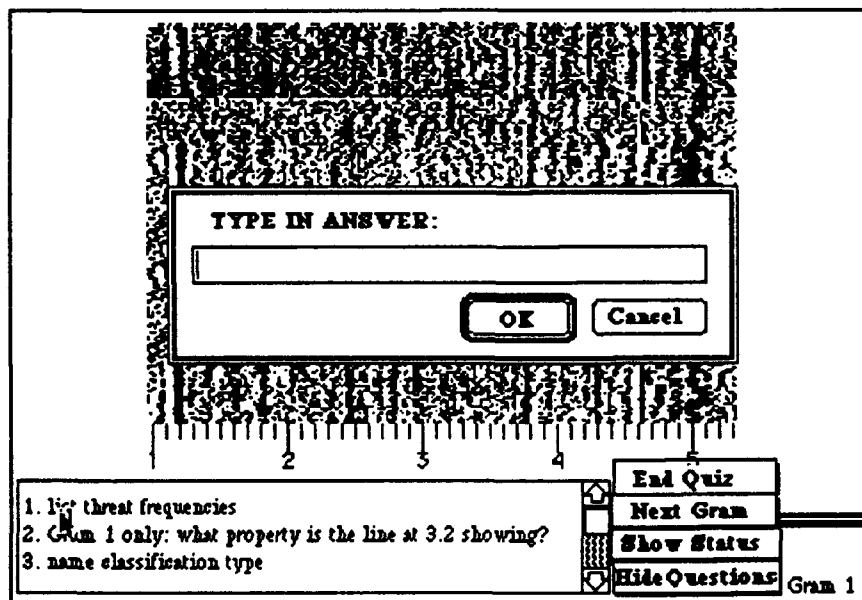 TYPE IN ANSWER:
OK
Cancel
1
2
3
4
5
1. list threat frequencies
2. Gram 1 only: what property is the line at 3.2 showing?
3. name classification type
End Quiz
Next Gram
Show Status
Hide Questions
Gram 1